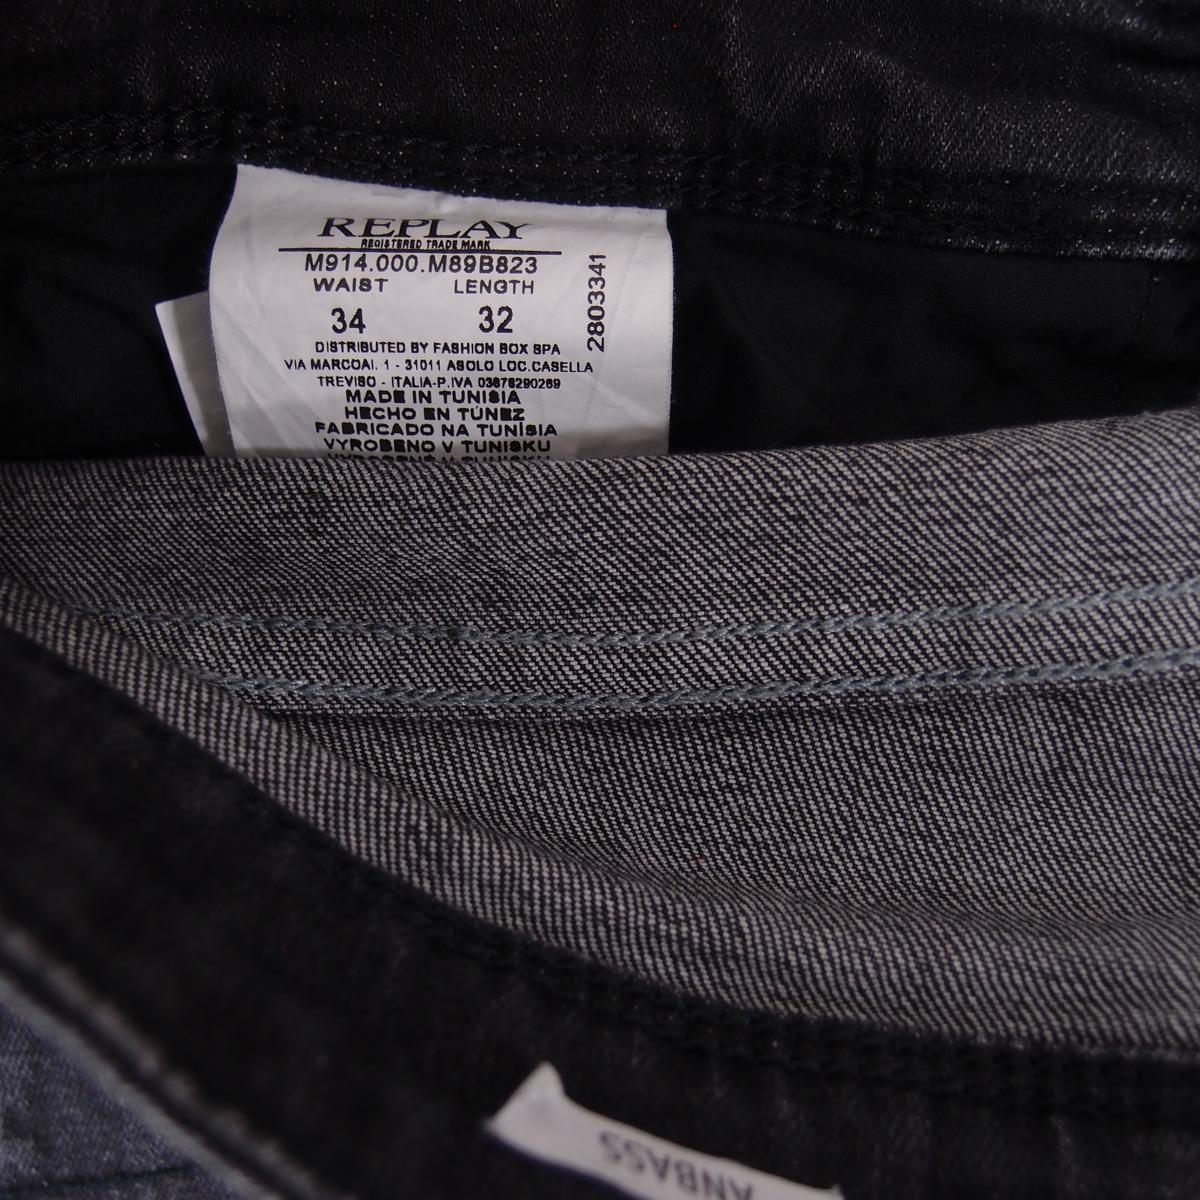 REPLAY
REGISTERED TRADE MARK
M914.000.M89B823
WAIST LENGTH
34 32
2803341
DISTRIBUTED BY FASHION BOX SPA
VIA MARCOAI. 1 - 31011 ASOLO LOC.CASELLA
TREVISO - ITALIA-P.IVA 03678290269
MADE IN TUNISIA
HECHO EN TÚNEZ
FABRICADO NA TUNÍSIA
VYROBENO V TUNISKU
ANBASS